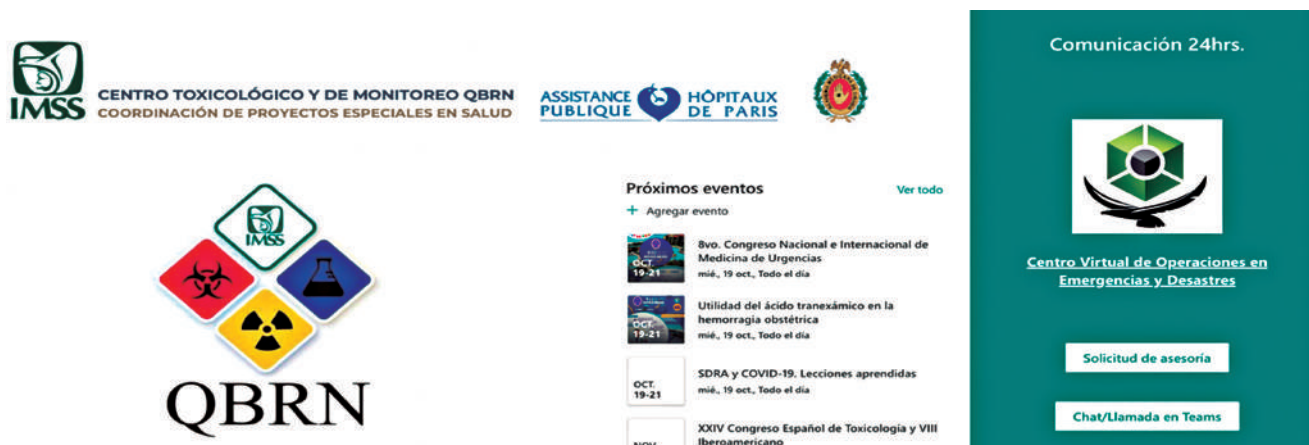 IMSS
CENTRO TOXICOLÓGICO Y DE MONITOREO QBRN
COORDINACIÓN DE PROYECTOS ESPECIALES EN SALUD
ASSISTANCE HÔPITAUX
PUBLIQUE DE PARIS
IMSS
QBRN
Próximos eventos Ver todo
+ Agregar evento
OCT.
19-21
8vo. Congreso Nacional e Internacional de
Medicina de Urgencias
mié., 19 oct., Todo el día
OCT.
19-21
Utilidad del ácido tranexámico en la
hemorragia obstétrica
mié., 19 oct., Todo el día
OCT.
19-21
SDRA y COVID-19. Lecciones aprendidas
mié., 19 oct., Todo el día
NOV.
XXIV Congreso Español de Toxicología y VIII
Iberoamericano
Comunicación 24hrs.
Centro Virtual de Operaciones en
Emergencias y Desastres
Solicitud de asesoría
Chat/Llamada en Teams